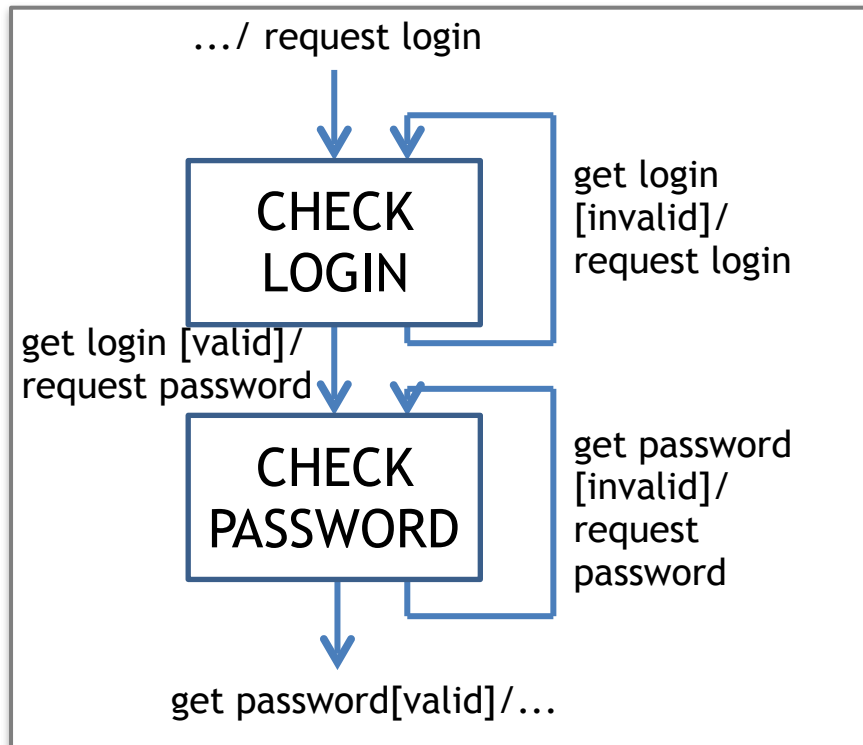 .../ request login
CHECK
LOGIN
get login
[invalid]/
request login
get login [valid]/
request password
CHECK
PASSWORD
get password
[invalid]/
request
password
get password[valid]/...